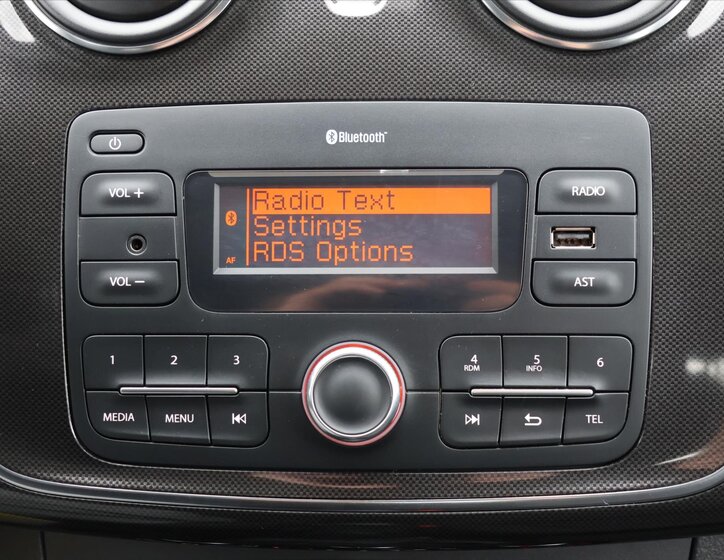 Bluetooth
VOL +
RADIO
Radio Text
Settings
RDS Options
AF
VOL −
AST
1
2
3
4
RDM
5
INFO
6
MEDIA
MENU
TEL